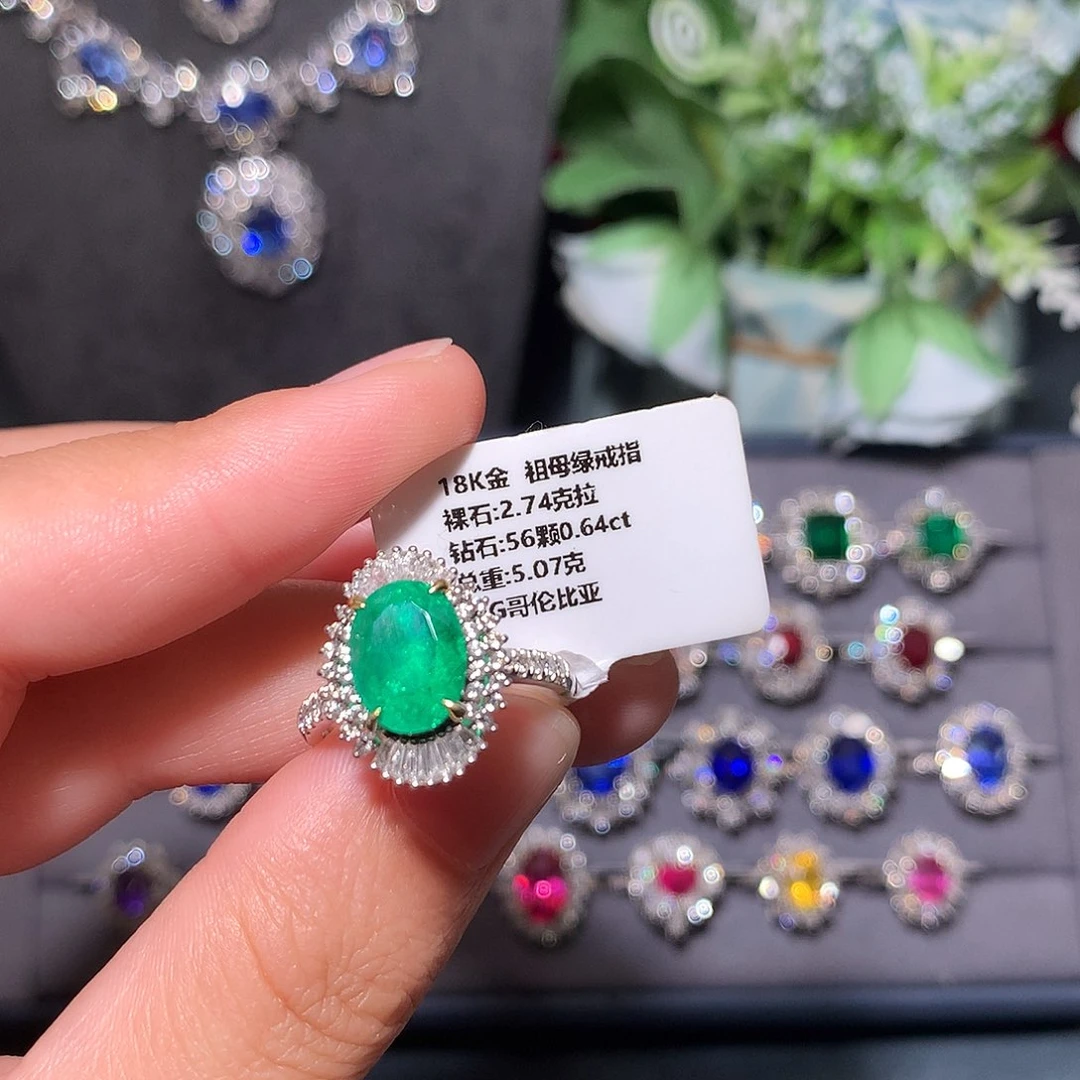 18K金 祖母绿戒指
裸石:2.74克拉
钻石:56颗0.64ct
总重:5.07克
G哥伦比亚